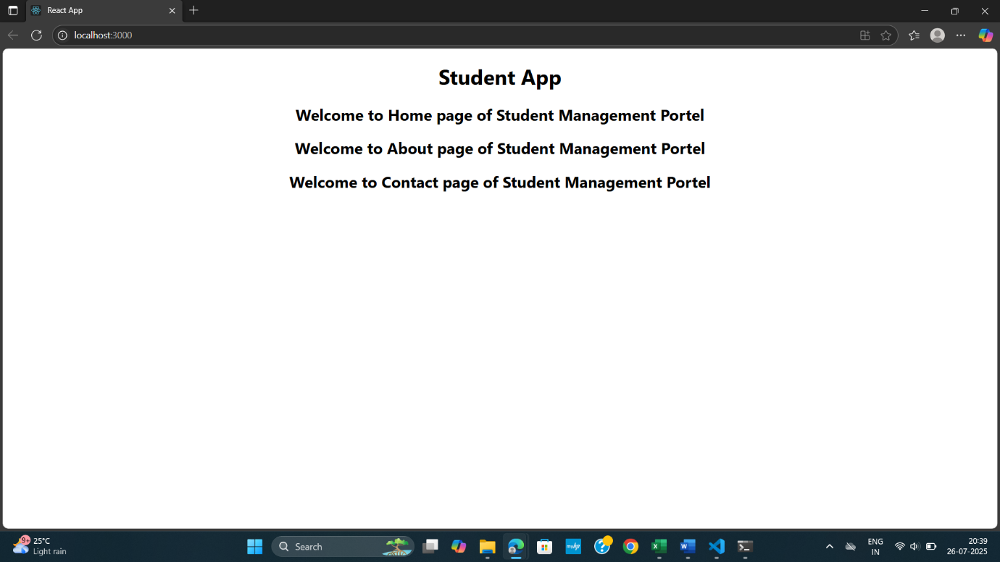 React App
localhost:3000
Student App
Welcome to Home page of Student Management Portel
Welcome to About page of Student Management Portel
Welcome to Contact page of Student Management Portel
9+
25°C
Light rain
Search
myhp
ENG
IN
20:39
26-07-2025